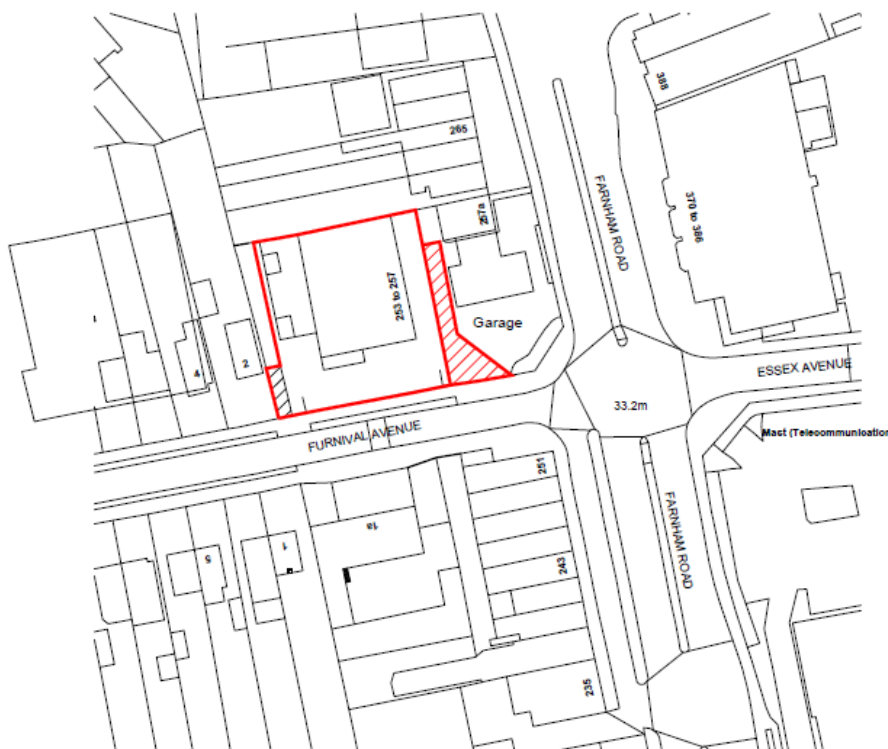 388
265
FARNHAM ROAD
257a
370 to 386
253 to 257
Garage
ESSEX AVENUE
2
4
33.2m
FURNIVAL AVENUE
Mast (Telecommunication
251
1a
FARNHAM ROAD
1
5
243
235